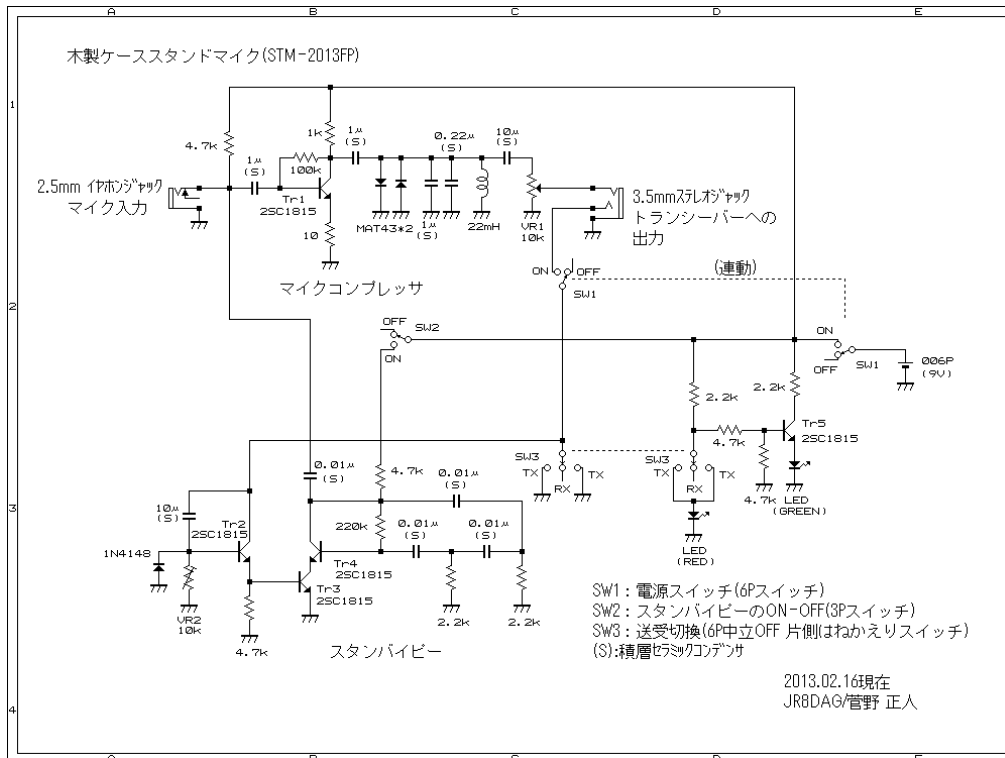 A B C D E
1
2
3
4
木製ケーススタンドマイク(STM-2013FP)
4.7k
1k
1μ
(S)
0.22μ
(S)
10μ
(S)
100k
1μ
(S)
2.5mm ｲﾔﾎﾝｼﾞｬｯｸ
マイク入力
Tr1
2SC1815
10
MAT43*2
1μ
(S)
22mH
VR1
10k
3.5mmｽﾃﾚｵｼﾞｬｯｸ
トランシーバーへの
出力
マイクコンプレッサ
ON
OFF
SW1
(連動)
OFF
SW2
ON
ON
OFF
SW1
006P
(9V)
2.2k
2.2k
Tr5
2SC1815
4.7k
4.7k
LED
(GREEN)
SW3
TX
TX
RX
SW3
TX
TX
RX
LED
(RED)
0.01μ
(S)
4.7k
0.01μ
(S)
10μ
(S)
Tr2
2SC1815
220k
0.01μ
(S)
0.01μ
(S)
1N4148
Tr4
2SC1815
Tr3
2SC1815
VR2
10k
4.7k
2.2k
2.2k
スタンバイビー
SW1：電源スイッチ(6Pスイッチ)
SW2：スタンバイビーのON-OFF(3Pスイッチ)
SW3：送受切換(6P中立OFF 片側はねかえりスイッチ)
(S):積層ｾﾗﾐｯｸｺﾝﾃﾞﾝｻ
2013.02.16現在
JR8DAG/菅野 正人
A B C D E